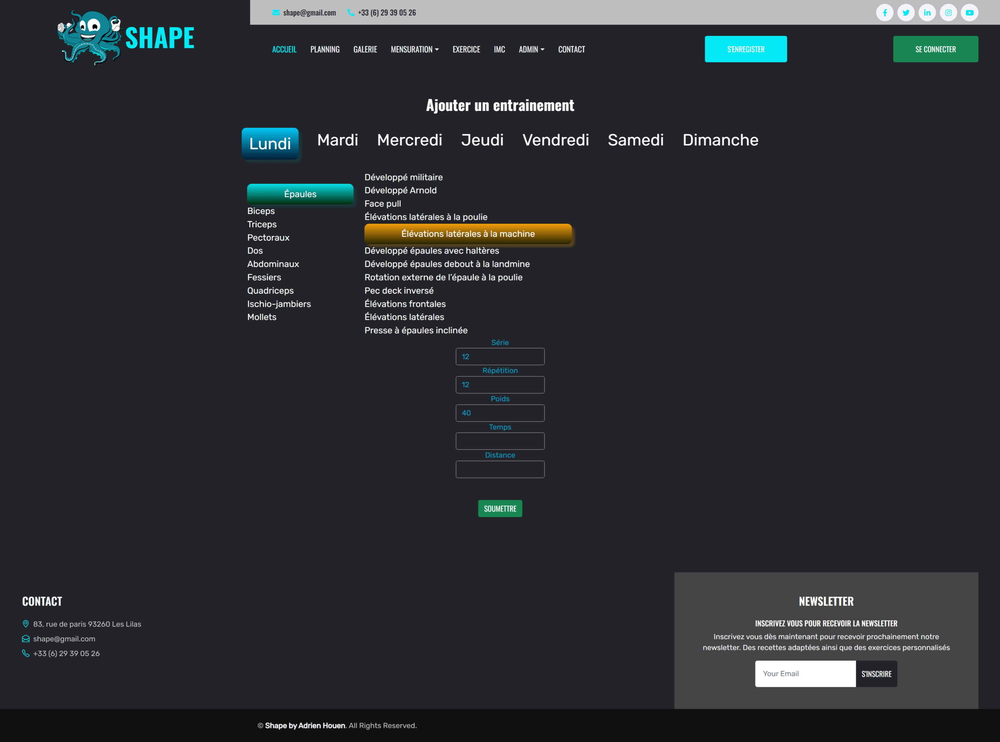 SHAPE
shape@gmail.com +33 (6) 29 39 05 26
ACCUEIL PLANNING GALERIE MENSURATION EXERCICE IMC ADMIN CONTACT S'ENREGISTER SE CONNECTER
Ajouter un entrainement
Lundi Mardi Mercredi Jeudi Vendredi Samedi Dimanche
Épaules
Biceps
Triceps
Pectoraux
Dos
Abdominaux
Fessiers
Quadriceps
Ischio-jambiers
Mollets
Développé militaire
Développé Arnold
Face pull
Élévations latérales à la poulie
Élévations latérales à la machine
Développé épaules avec haltères
Développé épaules debout à la landmine
Rotation externe de l’épaule à la poulie
Pec deck inversé
Élévations frontales
Élévations latérales
Presse à épaules inclinée
Série
12
Répétition
12
Poids
40
Temps
Distance
SOUMETTRE
CONTACT
83, rue de paris 93260 Les Lilas
shape@gmail.com
+33 (6) 29 39 05 26
NEWSLETTER
INSCRIVEZ VOUS POUR RECEVOIR LA NEWSLETTER
Inscrivez vous dès maintenant pour recevoir prochainement notre
newsletter. Des recettes adaptées ainsi que des exercices personnalisés
Your Email S'INSCRIRE
© Shape by Adrien Houen. All Rights Reserved.